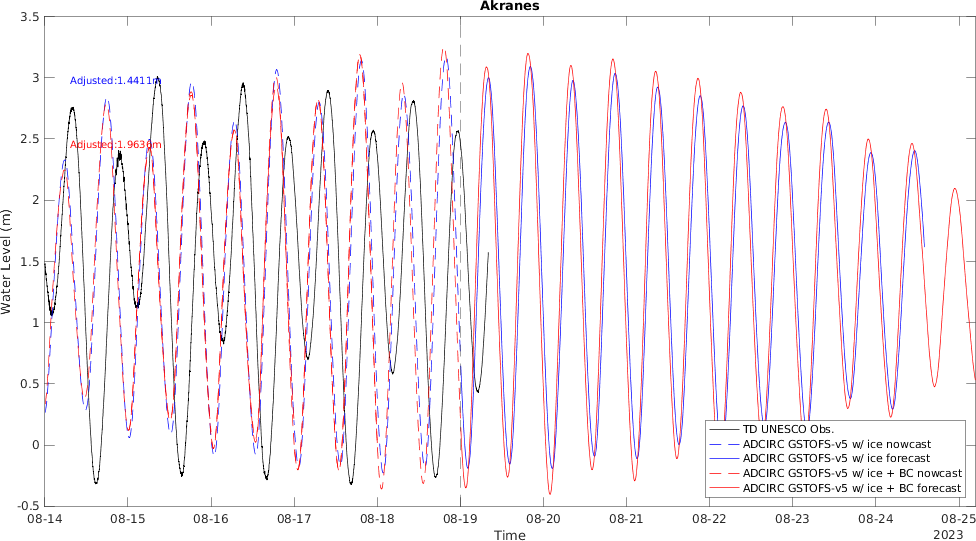 Akranes
3.5
3
2.5
2
1.5
1
0.5
0
-0.5
Water Level (m)
Adjusted:1.4411m
Adjusted:1.9636m
TD UNESCO Obs.
ADCIRC GSTOFS-v5 w/ ice nowcast
ADCIRC GSTOFS-v5 w/ ice forecast
ADCIRC GSTOFS-v5 w/ ice + BC nowcast
ADCIRC GSTOFS-v5 w/ ice + BC forecast
08-14 08-15 08-16 08-17 08-18 08-19 08-20 08-21 08-22 08-23 08-24 08-25
Time
2023